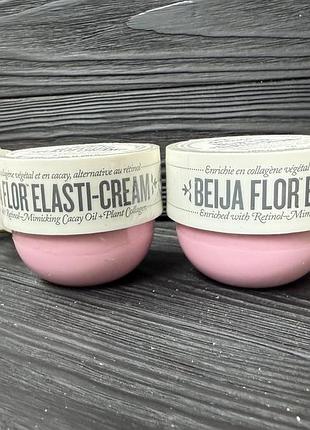 végétal et en cacay, alternative au rétinol
FLOR ELASTI-CREAM
Retinol-Mimicking Cacay Oil + Plant Collagen
Enrichie en collagène végétal
BEIJA FLOR
Enriched with Retinol-Mim